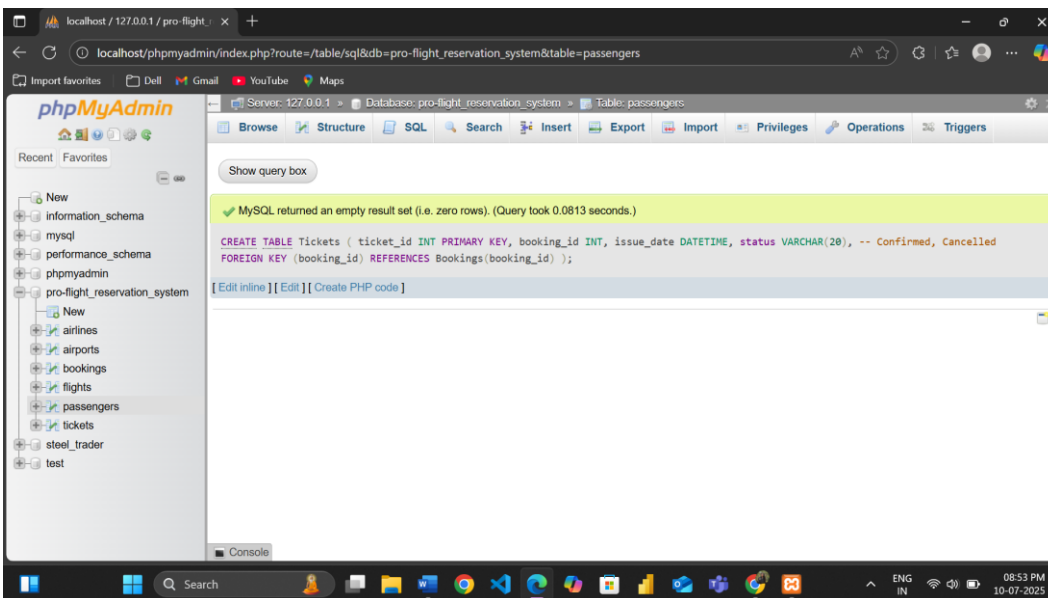 localhost / 127.0.0.1 / pro-flight_r
localhost/phpmyadmin/index.php?route=/table/sql&db=pro-flight_reservation_system&table=passengers
Import favorites Dell Gmail YouTube Maps
phpMyAdmin
Recent Favorites
New
information_schema
mysql
performance_schema
phpmyadmin
pro-flight_reservation_system
New
airlines
airports
bookings
flights
passengers
tickets
steel_trader
test
Server: 127.0.0.1 » Database: pro-flight_reservation_system » Table: passengers
Browse Structure SQL Search Insert Export Import Privileges Operations Triggers
Show query box
MySQL returned an empty result set (i.e. zero rows). (Query took 0.0813 seconds.)
CREATE TABLE Tickets ( ticket_id INT PRIMARY KEY, booking_id INT, issue_date DATETIME, status VARCHAR(20), -- Confirmed, Cancelled
FOREIGN KEY (booking_id) REFERENCES Bookings(booking_id) );
[ Edit inline ] [ Edit ] [ Create PHP code ]
Console
Search
ENG
IN
08:53 PM
10-07-2025